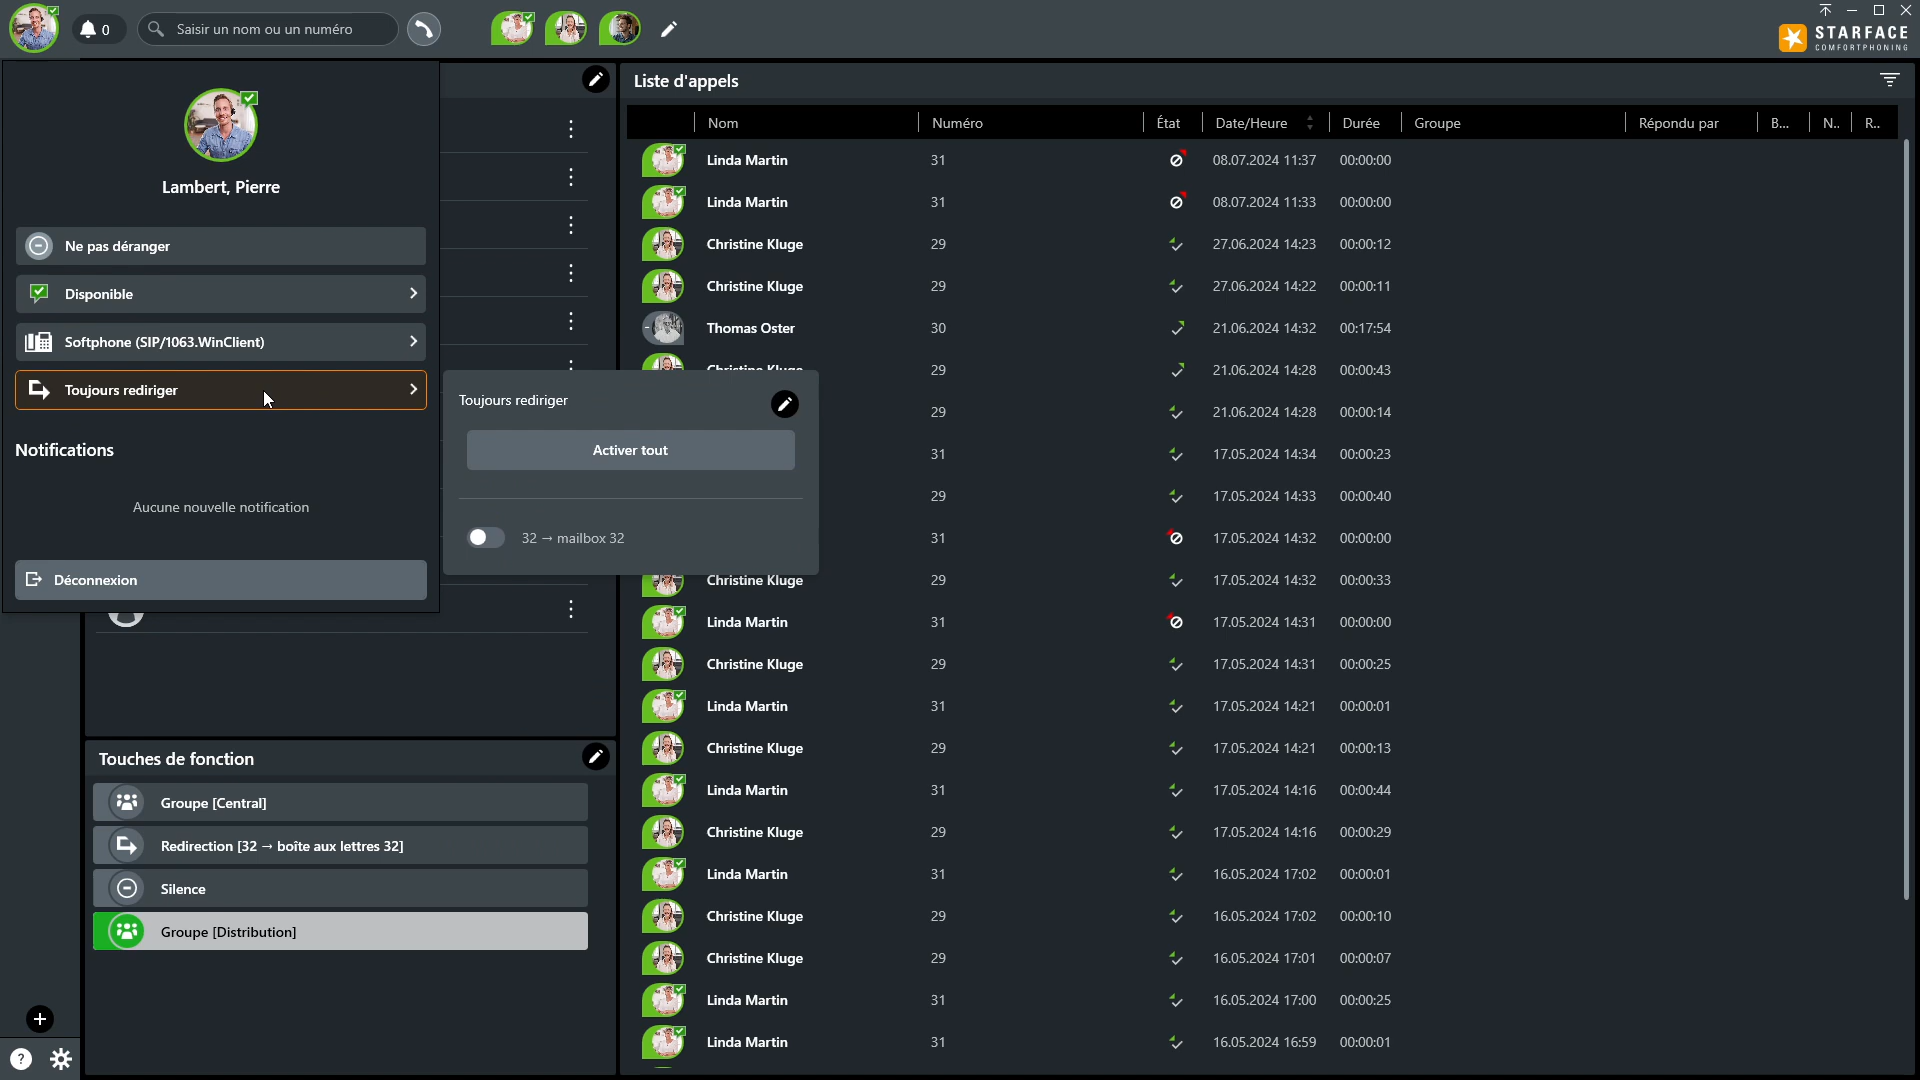 0
Saisir un nom ou un numéro
STARFACE
COMFORTPHONING
Lambert, Pierre
Ne pas déranger
Disponible
Softphone (SIP/1063.WinClient)
Toujours rediriger
Notifications
Aucune nouvelle notification
Déconnexion
Toujours rediriger
Activer tout
32 → mailbox 32
Touches de fonction
Groupe [Central]
Redirection [32 → boîte aux lettres 32]
Silence
Groupe [Distribution]
?
Liste d'appels
Nom Numéro État Date/Heure Durée Groupe Répondu par B... N.. R..
Linda Martin 31 08.07.2024 11:37 00:00:00
Linda Martin 31 08.07.2024 11:33 00:00:00
Christine Kluge 29 27.06.2024 14:23 00:00:12
Christine Kluge 29 27.06.2024 14:22 00:00:11
Thomas Oster 30 21.06.2024 14:32 00:17:54
Christine Kluge 29 21.06.2024 14:28 00:00:43
29 21.06.2024 14:28 00:00:14
31 17.05.2024 14:34 00:00:23
29 17.05.2024 14:33 00:00:40
31 17.05.2024 14:32 00:00:00
Christine Kluge 29 17.05.2024 14:32 00:00:33
Linda Martin 31 17.05.2024 14:31 00:00:00
Christine Kluge 29 17.05.2024 14:31 00:00:25
Linda Martin 31 17.05.2024 14:21 00:00:01
Christine Kluge 29 17.05.2024 14:21 00:00:13
Linda Martin 31 17.05.2024 14:16 00:00:44
Christine Kluge 29 17.05.2024 14:16 00:00:29
Linda Martin 31 16.05.2024 17:02 00:00:01
Christine Kluge 29 16.05.2024 17:02 00:00:10
Christine Kluge 29 16.05.2024 17:01 00:00:07
Linda Martin 31 16.05.2024 17:00 00:00:25
Linda Martin 31 16.05.2024 16:59 00:00:01